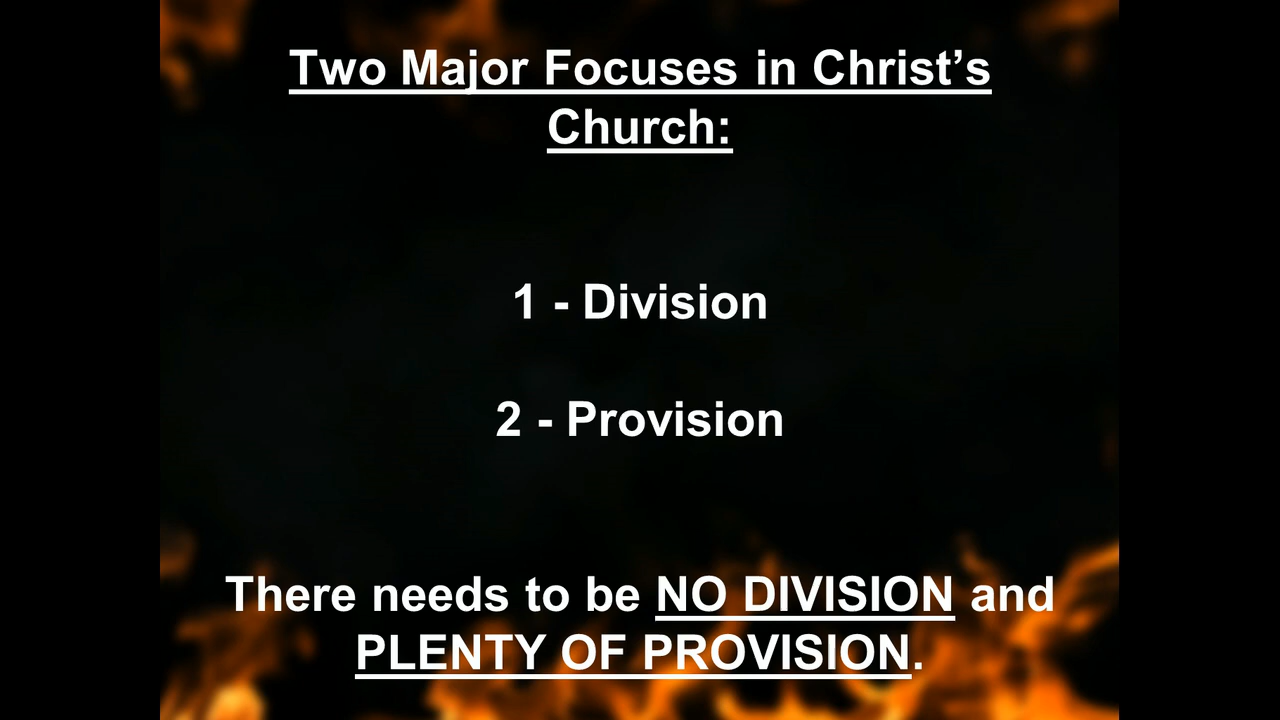 Two Major Focuses in Christ’s
Church:
1 - Division
2 - Provision
There needs to be NO DIVISION and
PLENTY OF PROVISION.